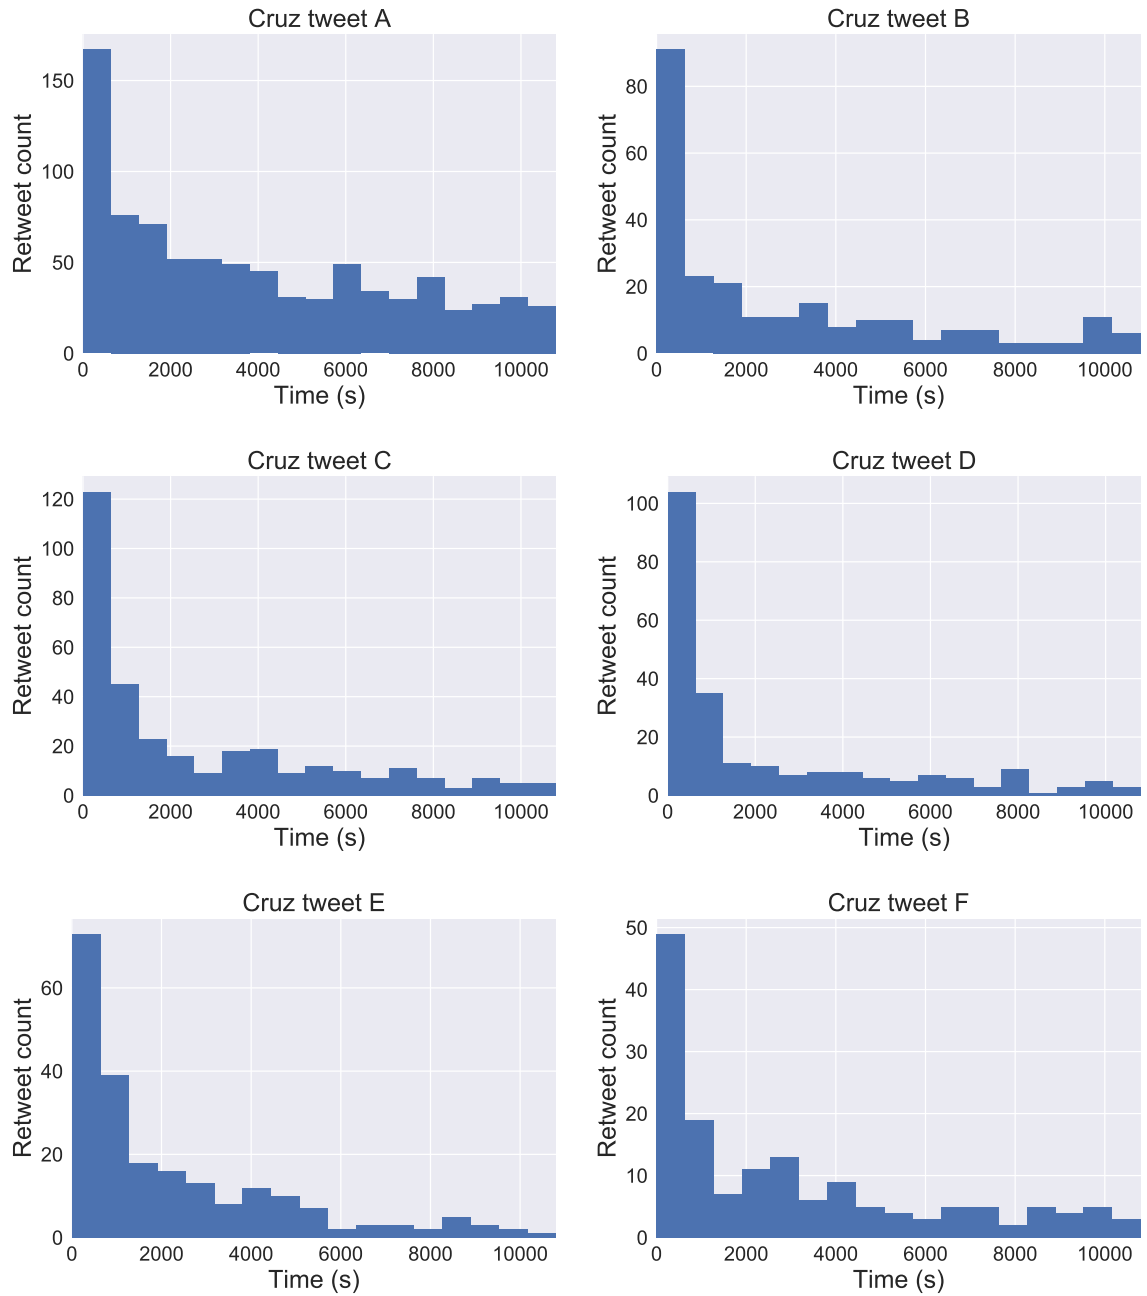 Cruz tweet A
Retweet count
150
100
50
0
0 2000 4000 6000 8000 10000
Time (s)
Cruz tweet B
Retweet count
80
60
40
20
0
0 2000 4000 6000 8000 10000
Time (s)
Cruz tweet C
Retweet count
120
100
80
60
40
20
0
0 2000 4000 6000 8000 10000
Time (s)
Cruz tweet D
Retweet count
100
80
60
40
20
0
0 2000 4000 6000 8000 10000
Time (s)
Cruz tweet E
Retweet count
60
40
20
0
0 2000 4000 6000 8000 10000
Time (s)
Cruz tweet F
Retweet count
50
40
30
20
10
0
0 2000 4000 6000 8000 10000
Time (s)